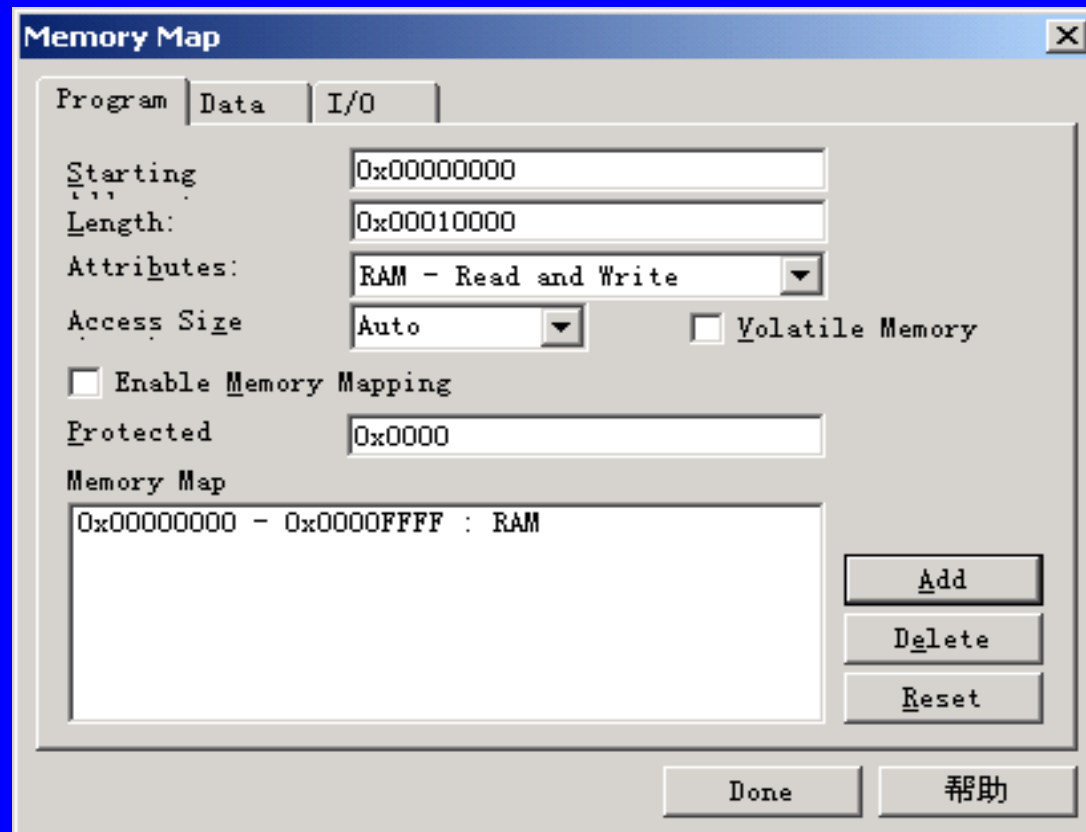 Memory Map
Program Data I/O
Starting
0x00000000
Length: 0x00010000
Attributes: RAM - Read and Write
Access Size Auto Volatile Memory
Enable Memory Mapping
Protected 0x0000
Memory Map
0x00000000 - 0x0000FFFF : RAM
Add
Delete
Reset
Done 帮助